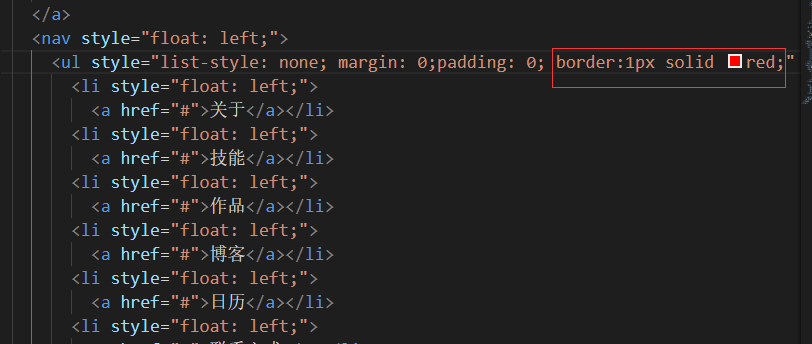 </a>
<nav style="float: left;">
<ul style="list-style: none; margin: 0;padding: 0; border:1px solid red;"
<li style="float: left;">
<a href="#">关于</a></li>
<li style="float: left;">
<a href="#">技能</a></li>
<li style="float: left;">
<a href="#">作品</a></li>
<li style="float: left;">
<a href="#">博客</a></li>
<li style="float: left;">
<a href="#">日历</a></li>
<li style="float: left;">